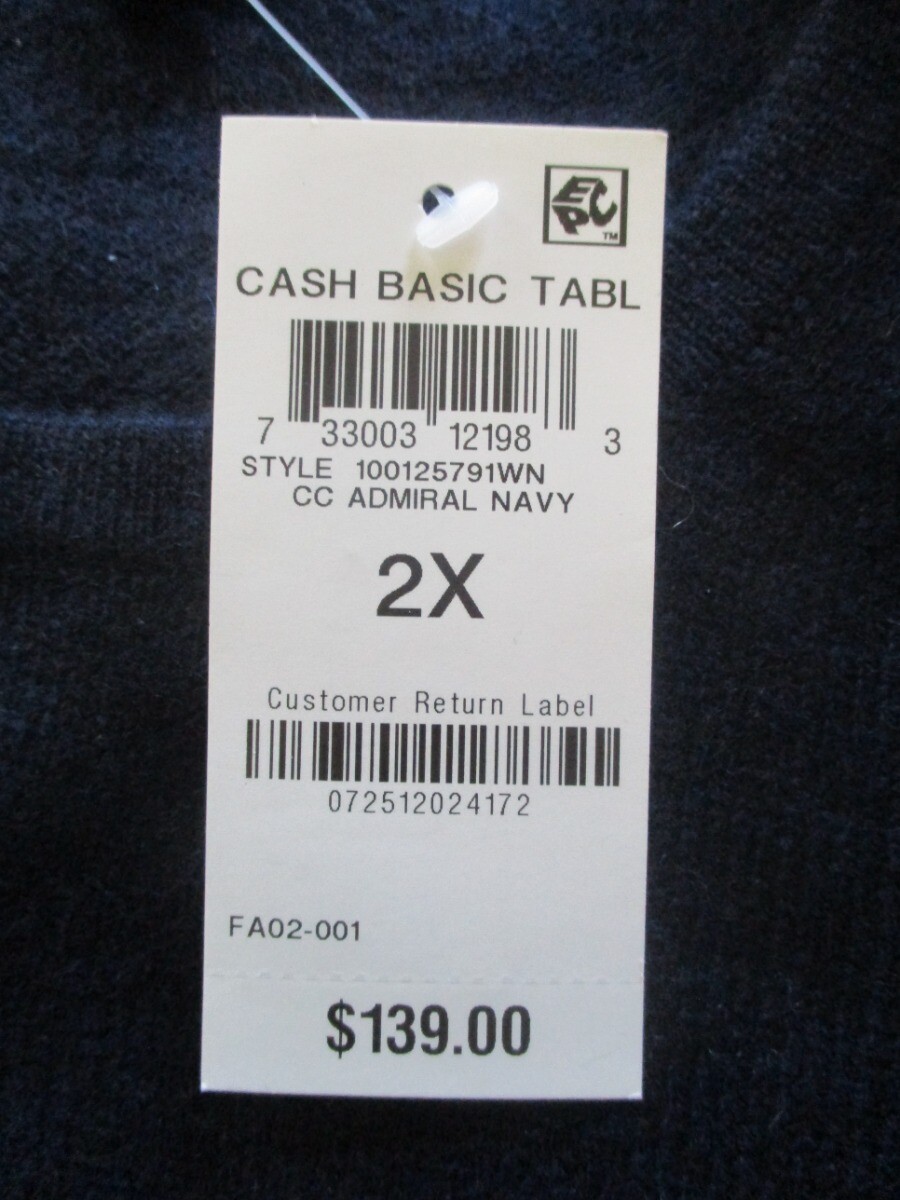 EPC™
CASH BASIC TABL
7 33003 12198 3
STYLE 100125791WN
CC ADMIRAL NAVY
2X
Customer Return Label
072512024172
FA02-001
$139.00